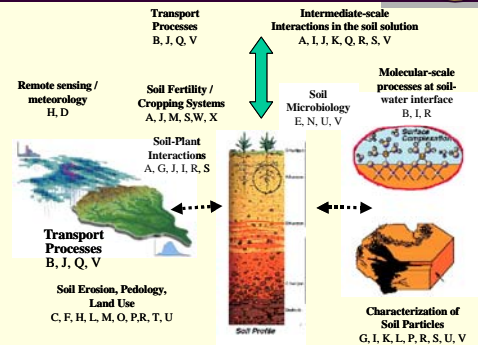 Transport
Processes
B, J, Q, V
Intermediate-scale
Interactions in the soil solution
A, I, J, K, Q, R, S, V
Remote sensing /
meteorology
H, D
Soil Fertility /
Cropping Systems
A, J, M, S,W, X
Soil
Microbiology
E, N, U, V
Molecular-scale
processes at soil-
water interface
B, I, R
Soil-Plant
Interactions
A, G, J, I, R, S
Surface
Complexation
Transport
Processes
B, J, Q, V
Soil Erosion, Pedology,
Land Use
C, F, H, L, M, O, P,R, T, U
Soil Profile
Characterization of
Soil Particles
G, I, K, L, P, R, S, U, V